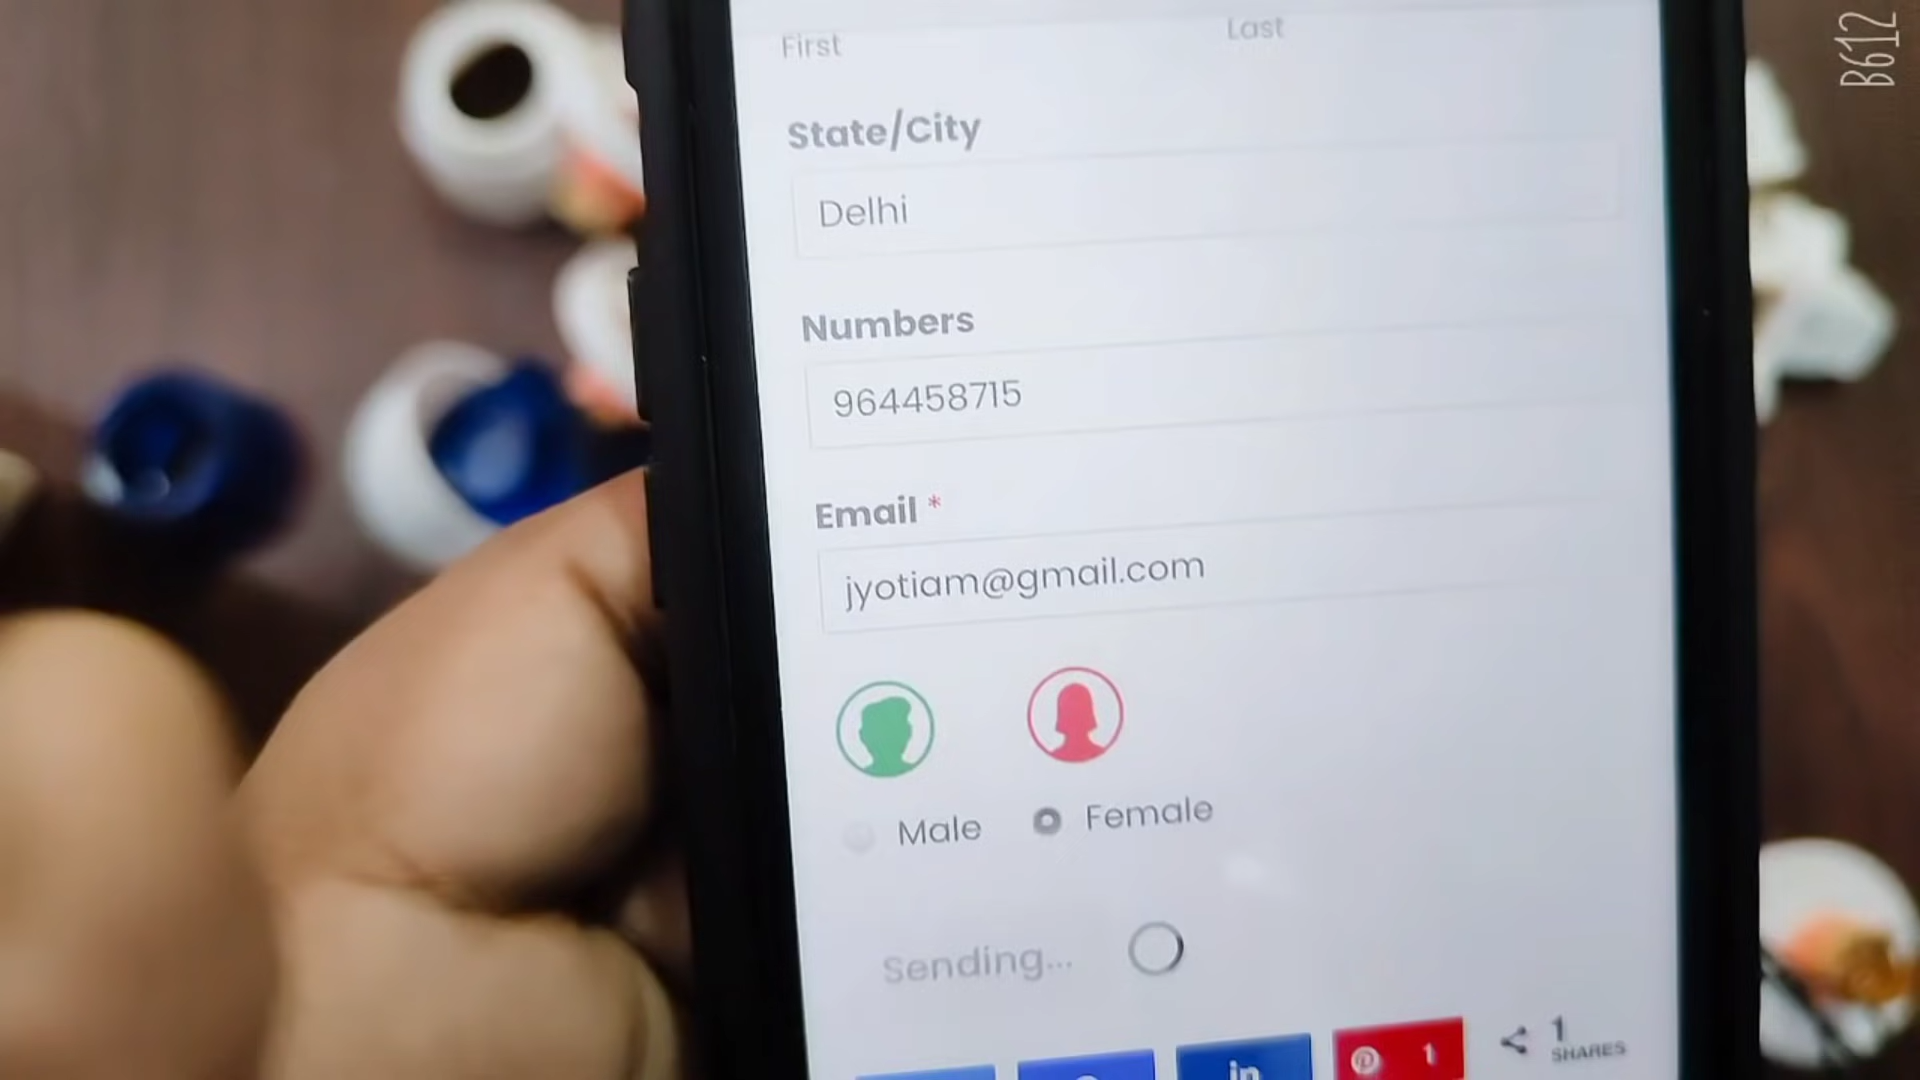 First Last
State/City
Delhi
Numbers
964458715
Email *
jyotiam@gmail.com
Male Female
Sending...
in 1 1
SHARES
B612